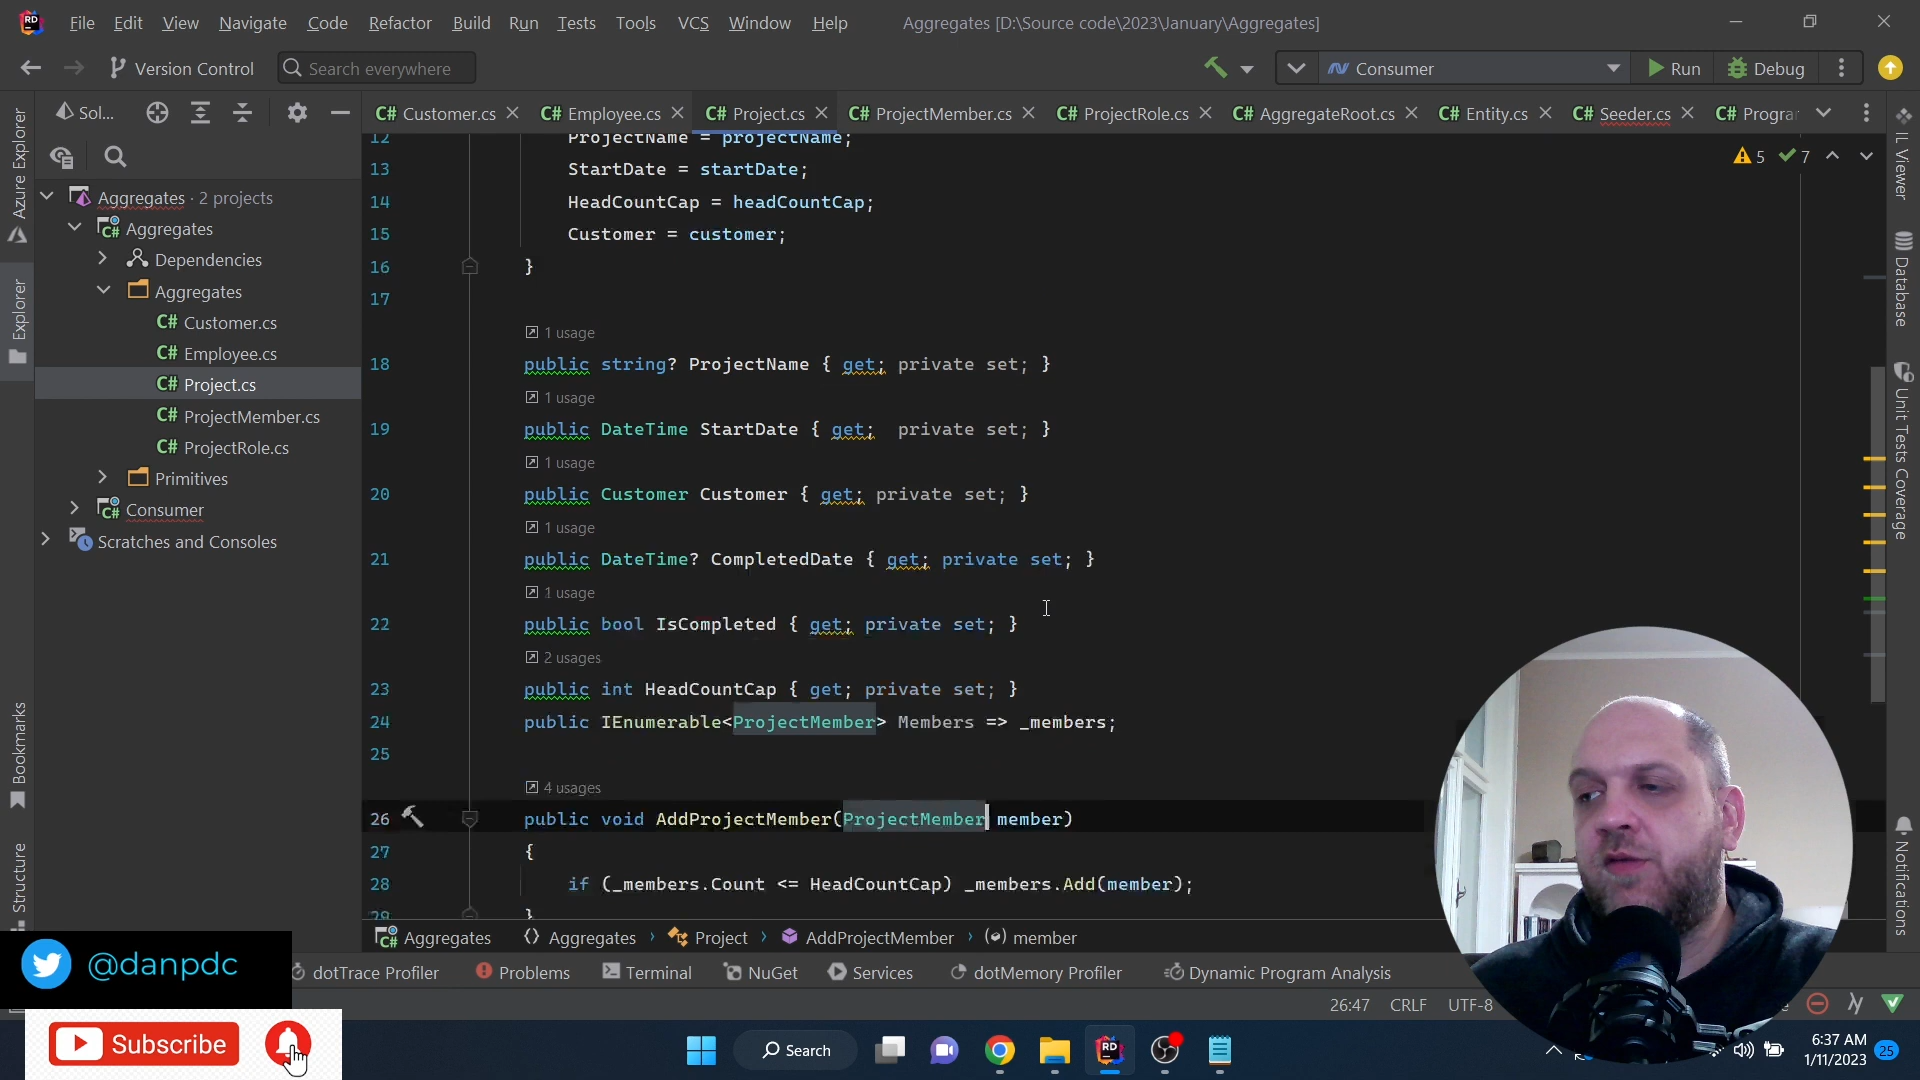 File Edit View Navigate Code Refactor Build Run Tests Tools VCS Window Help Aggregates [D:\Source code\2023\January\Aggregates]
Version Control Search everywhere Consumer Run Debug
Sol... C# Customer.cs C# Employee.cs C# Project.cs C# ProjectMember.cs C# ProjectRole.cs C# AggregateRoot.cs C# Entity.cs C# Seeder.cs C# Prograr
12 ProjectName = projectName;
5 7
13 StartDate = startDate;
14 HeadCountCap = headCountCap;
15 Customer = customer;
16 }
17
1 usage
18 public string? ProjectName { get; private set; }
1 usage
19 public DateTime StartDate { get; private set; }
1 usage
20 public Customer Customer { get; private set; }
1 usage
21 public DateTime? CompletedDate { get; private set; }
1 usage
22 public bool IsCompleted { get; private set; }
2 usages
23 public int HeadCountCap { get; private set; }
24 public IEnumerable<ProjectMember> Members => _members;
25
4 usages
26 public void AddProjectMember(ProjectMember member)
27 {
28 if (_members.Count <= HeadCountCap) _members.Add(member);
29 }
Aggregates · 2 projects
Aggregates
Dependencies
Aggregates
C# Customer.cs
C# Employee.cs
C# Project.cs
C# ProjectMember.cs
C# ProjectRole.cs
Primitives
Consumer
Scratches and Consoles
Azure Explorer
Explorer
Bookmarks
Structure
IL Viewer
Database
Unit Tests Coverage
Notifications
Aggregates Aggregates Project AddProjectMember member
@danpdc
dotTrace Profiler Problems Terminal NuGet Services dotMemory Profiler Dynamic Program Analysis
26:47 CRLF UTF-8
Subscribe
Search
6:37 AM
1/11/2023 25